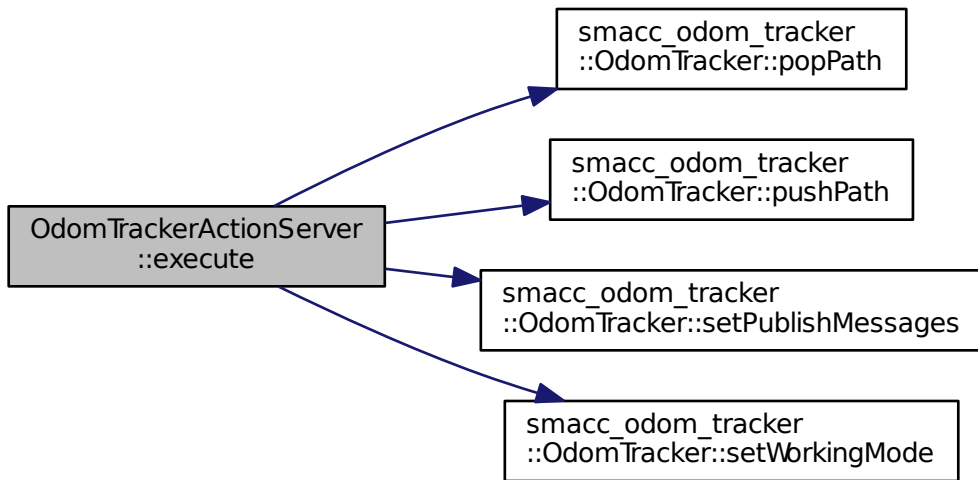 smacc_odom_tracker
::OdomTracker::popPath
smacc_odom_tracker
::OdomTracker::pushPath
OdomTrackerActionServer
::execute
smacc_odom_tracker
::OdomTracker::setPublishMessages
smacc_odom_tracker
::OdomTracker::setWorkingMode